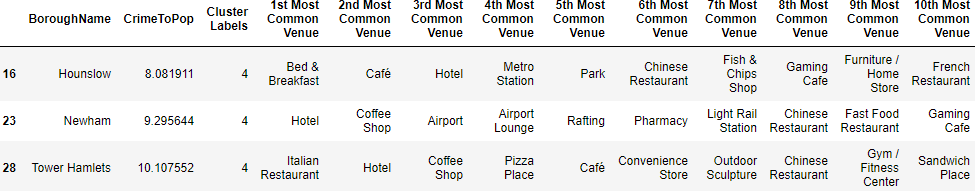 BoroughName CrimeToPop Cluster Labels 1st Most Common Venue 2nd Most Common Venue 3rd Most Common Venue 4th Most Common Venue 5th Most Common Venue 6th Most Common Venue 7th Most Common Venue 8th Most Common Venue 9th Most Common Venue 10th Most Common Venue
16 Hounslow 8.081911 4 Bed & Breakfast Café Hotel Metro Station Park Chinese Restaurant Fish & Chips Shop Gaming Cafe Furniture / Home Store French Restaurant
23 Newham 9.295644 4 Hotel Coffee Shop Airport Airport Lounge Rafting Pharmacy Light Rail Station Chinese Restaurant Fast Food Restaurant Gaming Cafe
28 Tower Hamlets 10.107552 4 Italian Restaurant Hotel Coffee Shop Pizza Place Café Convenience Store Outdoor Sculpture Chinese Restaurant Gym / Fitness Center Sandwich Place